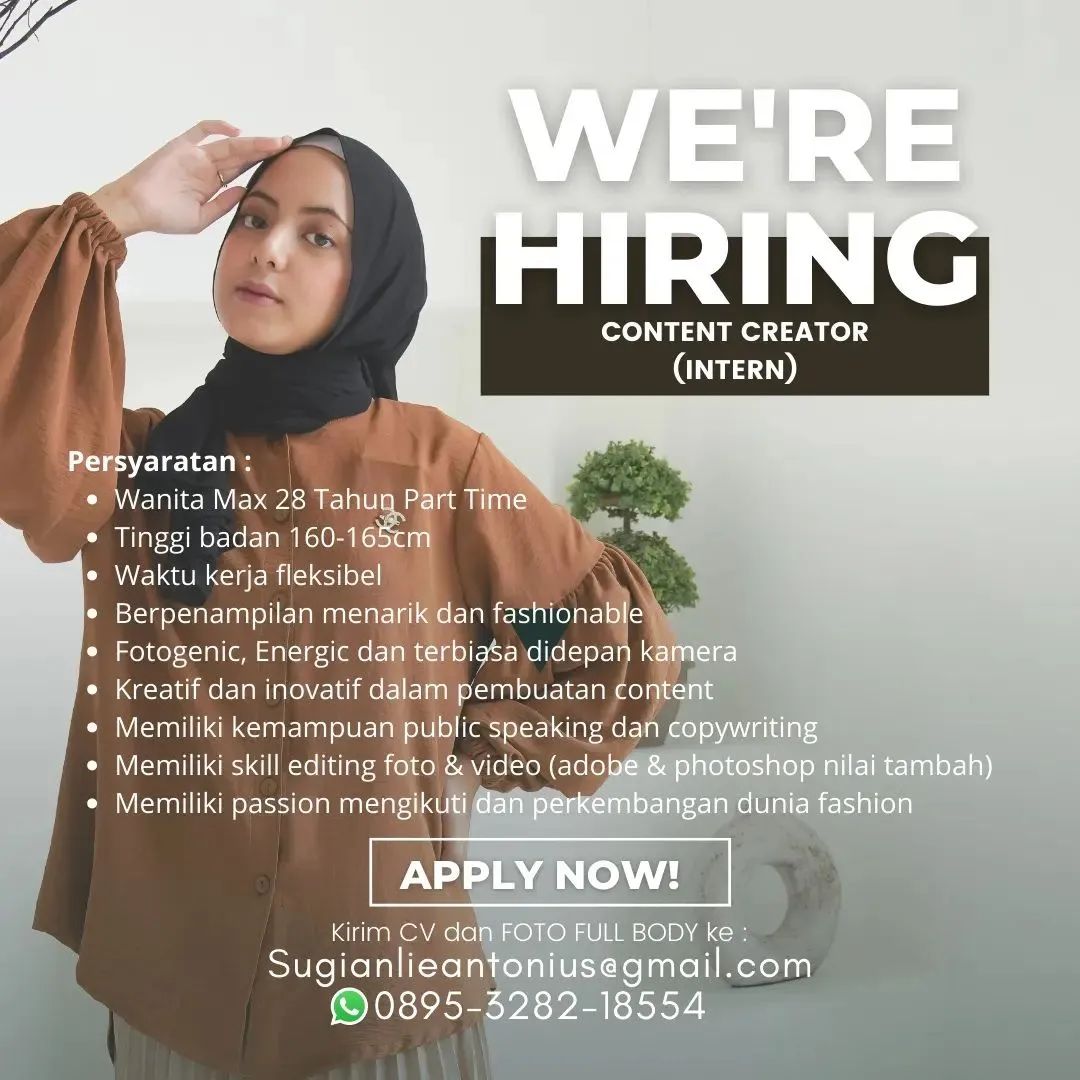 WE'RE
HIRING
CONTENT CREATOR
(INTERN)
Persyaratan :
• Wanita Max 28 Tahun Part Time
• Tinggi badan 160-165cm
• Waktu kerja fleksibel
• Berpenampilan menarik dan fashionable
• Fotogenic, Energic dan terbiasa didepan kamera
• Kreatif dan inovatif dalam pembuatan content
• Memiliki kemampuan public speaking dan copywriting
• Memiliki skill editing foto & video (adobe & photoshop nilai tambah)
• Memiliki passion mengikuti dan perkembangan dunia fashion
APPLY NOW!
Kirim CV dan FOTO FULL BODY ke :
Sugianlieantonius@gmail.com
0895-3282-18554